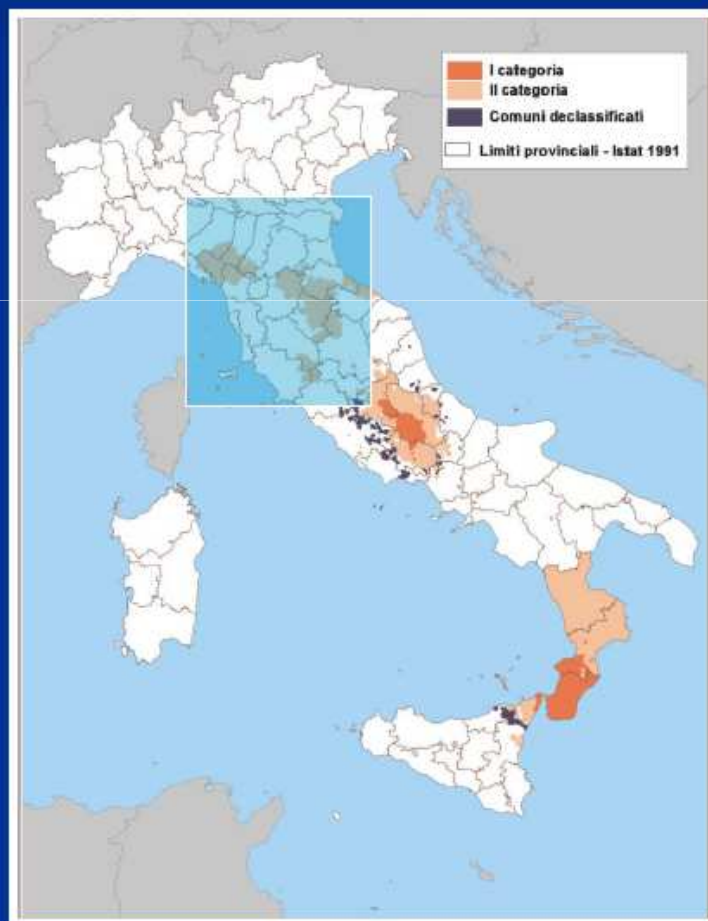 I categoria
II categoria
Comuni declassificati
Limiti provinciali - Istat 1991